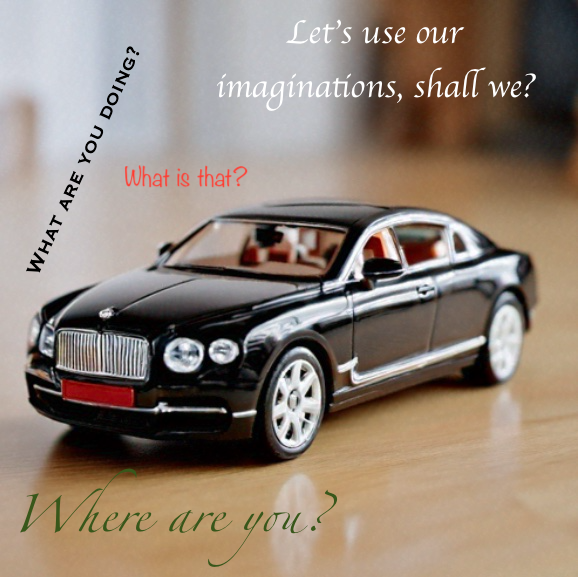 Let's use our
imaginations, shall we?
WHAT ARE YOU DOING?
What is that?
Where are you?